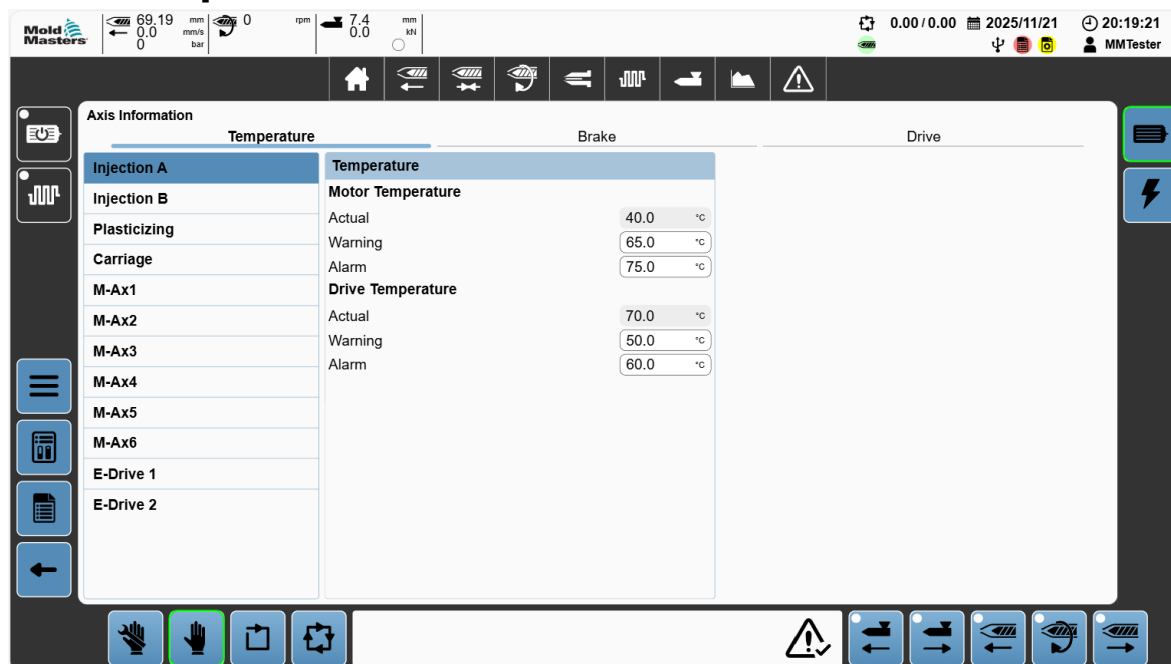 Mold
Masters
69.19 mm
0.0 mm/s
0 bar
0 rpm
7.4 mm
0.0 kN
0.00 / 0.00
2025/11/21
20:19:21
MMTester
Axis Information
Temperature Brake Drive
Injection A
Injection B
Plasticizing
Carriage
M-Ax1
M-Ax2
M-Ax3
M-Ax4
M-Ax5
M-Ax6
E-Drive 1
E-Drive 2
Temperature
Motor Temperature
Actual 40.0 °C
Warning 65.0 °C
Alarm 75.0 °C
Drive Temperature
Actual 70.0 °C
Warning 50.0 °C
Alarm 60.0 °C